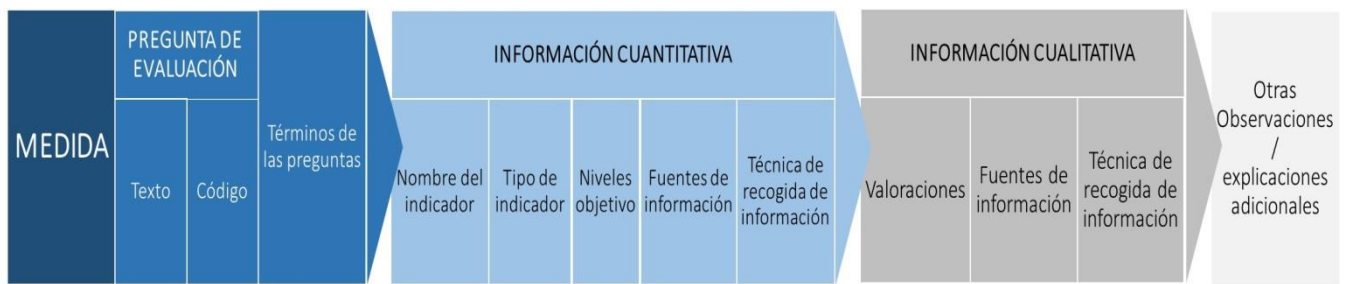 MEDIDA
PREGUNTA DE
EVALUACIÓN
Texto
Código
Términos de
las preguntas
INFORMACIÓN CUANTITATIVA
Nombre del
indicador
Tipo de
indicador
Niveles
objetivo
Fuentes de
información
Técnica de
recogida de
información
INFORMACIÓN CUALITATIVA
Valoraciones
Fuentes de
información
Técnica de
recogida de
información
Otras
Observaciones
/
explicaciones
adicionales